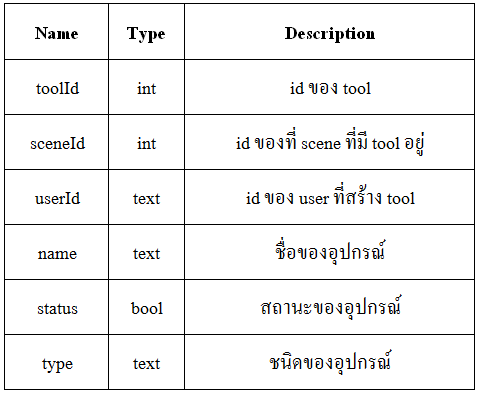 Name Type Description
toolId int id ของ tool
sceneId int id ของที่ scene ที่มี tool อยู่
userId text id ของ user ที่สร้าง tool
name text ชื่อของอุปกรณ์
status bool สถานะของอุปกรณ์
type text ชนิดของอุปกรณ์